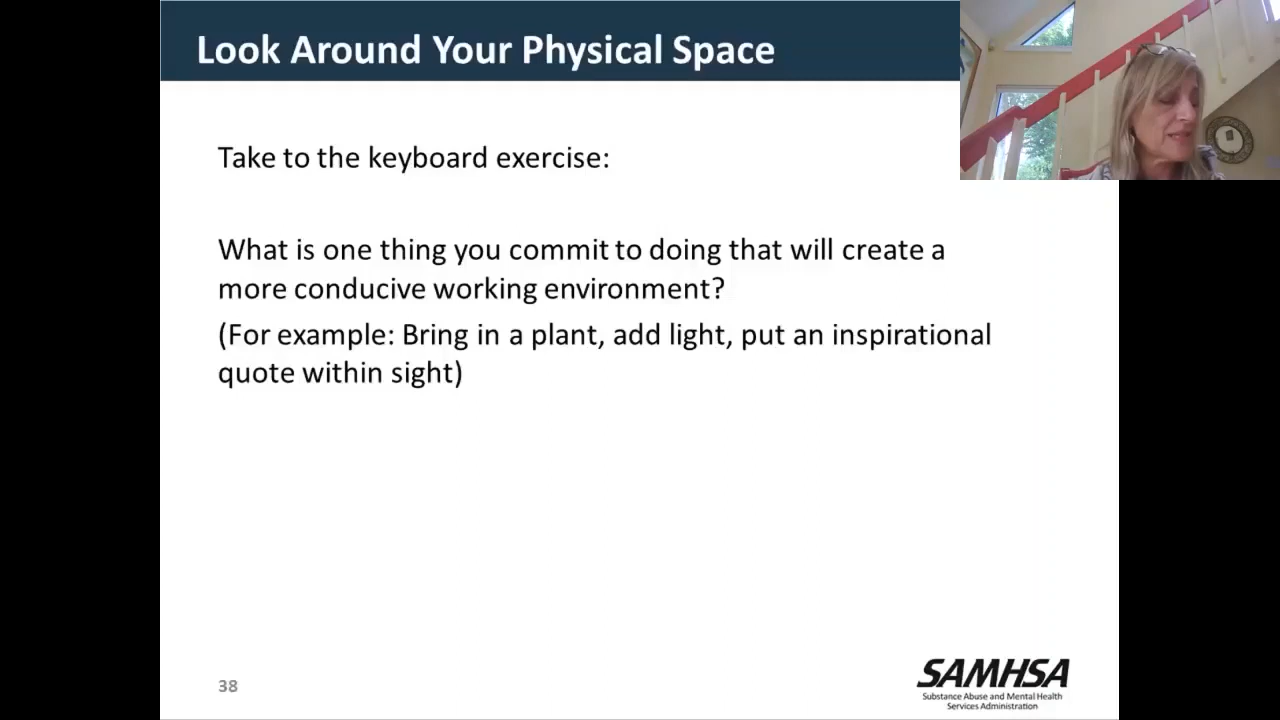 Look Around Your Physical Space
Take to the keyboard exercise:
What is one thing you commit to doing that will create a
more conducive working environment?
(For example: Bring in a plant, add light, put an inspirational
quote within sight)
38
SAMHSA
Substance Abuse and Mental Health
Services Administration